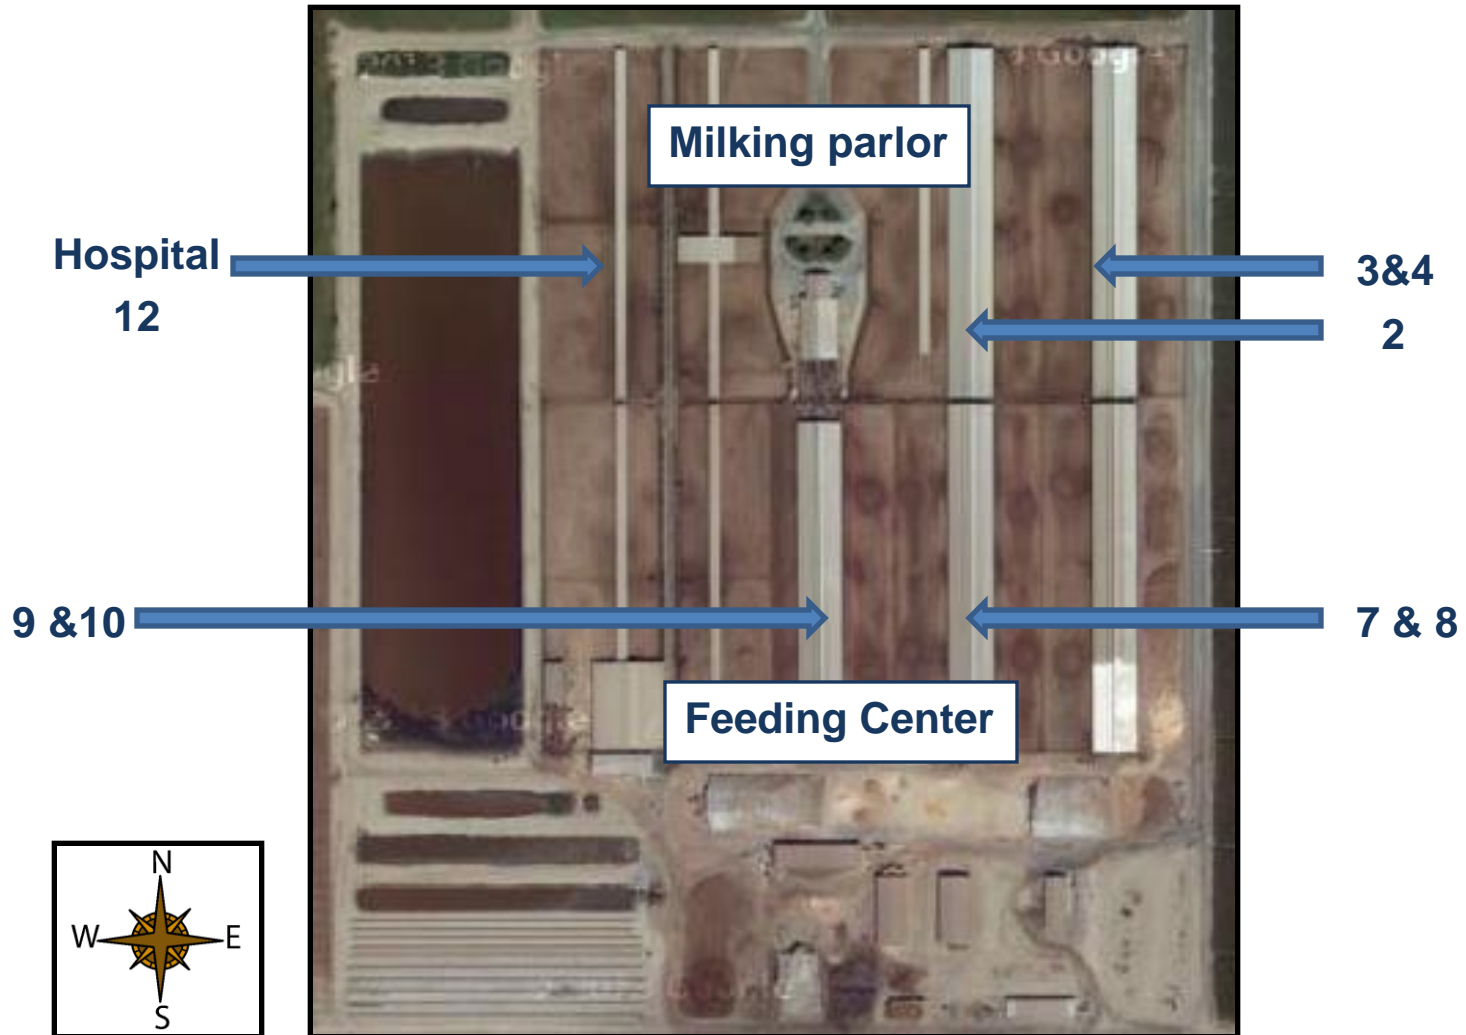 Milking parlor
Hospital
12
3&4
2
9 &10
7 & 8
Feeding Center
N
W E
S